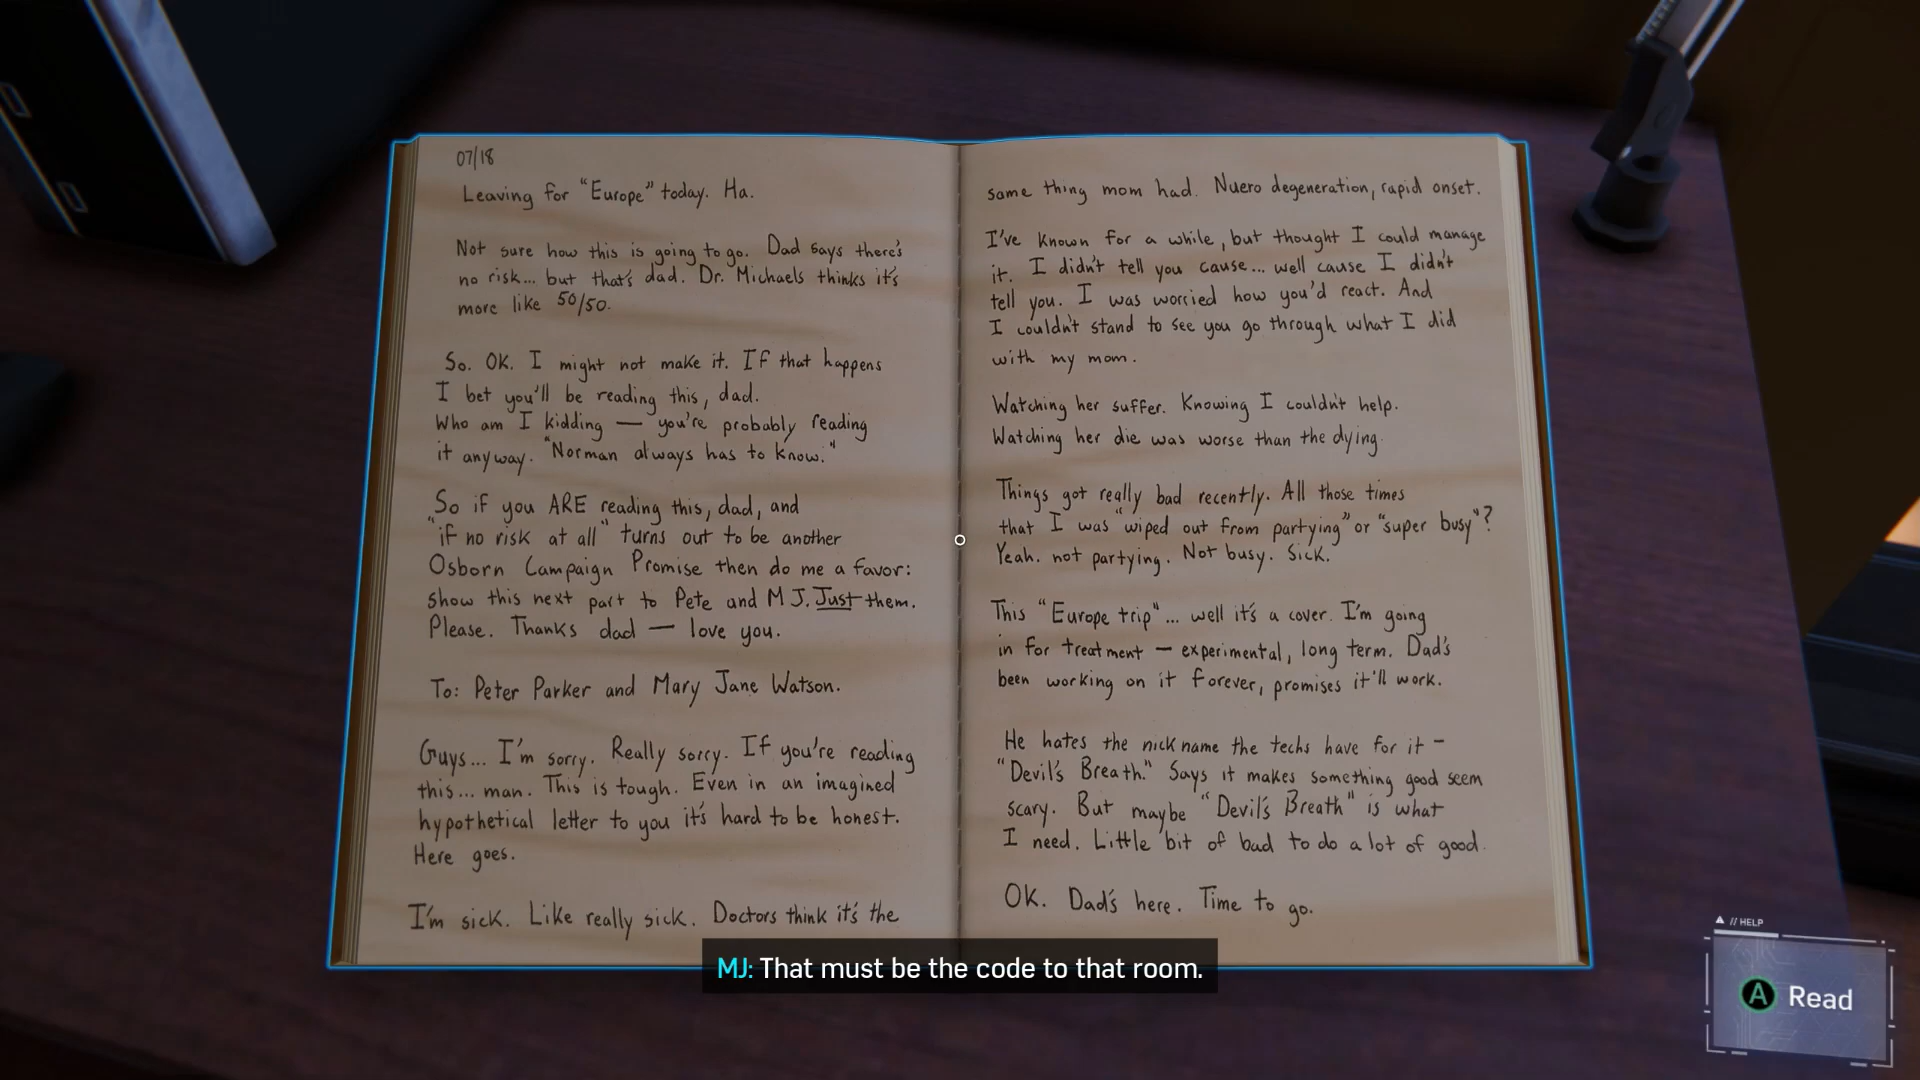 07/18
Leaving for "Europe" today. Ha.
Not sure how this is going to go. Dad says there's
no risk... but that's dad. Dr. Michaels thinks it's
more like 50/50.
So. OK. I might not make it. If that happens
I bet you'll be reading this, dad.
Who am I kidding — you're probably reading
it anyway. "Norman always has to know."
So if you ARE reading this, dad, and
"if no risk at all" turns out to be another
Osborn Campaign Promise then do me a favor:
show this next part to Pete and MJ. Just them.
Please. Thanks dad — love you.
To: Peter Parker and Mary Jane Watson.
Guys... I'm sorry. Really sorry. If you're reading
this... man. This is tough. Even in an imagined
hypothetical letter to you it's hard to be honest.
Here goes.
I'm sick. Like really sick. Doctors think it's the
same thing mom had. Nuero degeneration, rapid onset.
I've known for a while, but thought I could manage
it. I didn't tell you cause... well cause I didn't
tell you. I was worried how you'd react. And
I couldn't stand to see you go through what I did
with my mom.
Watching her suffer. Knowing I couldn't help.
Watching her die was worse than the dying.
Things got really bad recently. All those times
that I was "wiped out from partying" or "super busy"?
Yeah. not partying. Not busy. Sick.
This "Europe trip"... well it's a cover. I'm going
in for treatment — experimental, long term. Dad's
been working on it forever, promises it'll work.
He hates the nickname the techs have for it -
"Devil's Breath." Says it makes something good seem
scary. But maybe "Devil's Breath" is what
I need. Little bit of bad to do a lot of good.
OK. Dad's here. Time to go.
MJ: That must be the code to that room.
// HELP
A Read